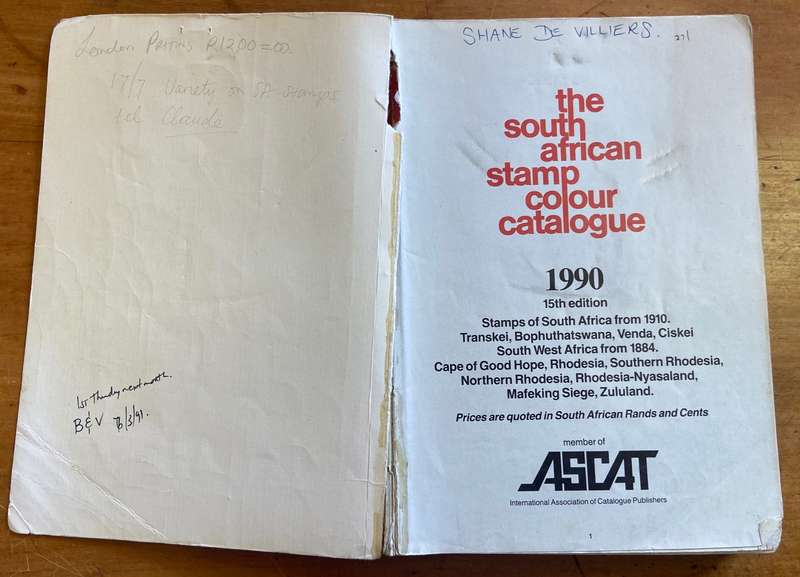 London
17/7 Variety on SA Stamps
tel Claude
1st Thursday next month.
B&V /3/91.
SHANE DE VILLIERS.
the
south
african
stamp
colour
catalogue
1990
15th edition
Stamps of South Africa from 1910.
Transkei, Bophuthatswana, Venda, Ciskei
South West Africa from 1884.
Cape of Good Hope, Rhodesia, Southern Rhodesia,
Northern Rhodesia, Rhodesia-Nyasaland,
Mafeking Siege, Zululand.
Prices are quoted in South African Rands and Cents
member of
ASCAT
International Association of Catalogue Publishers
1